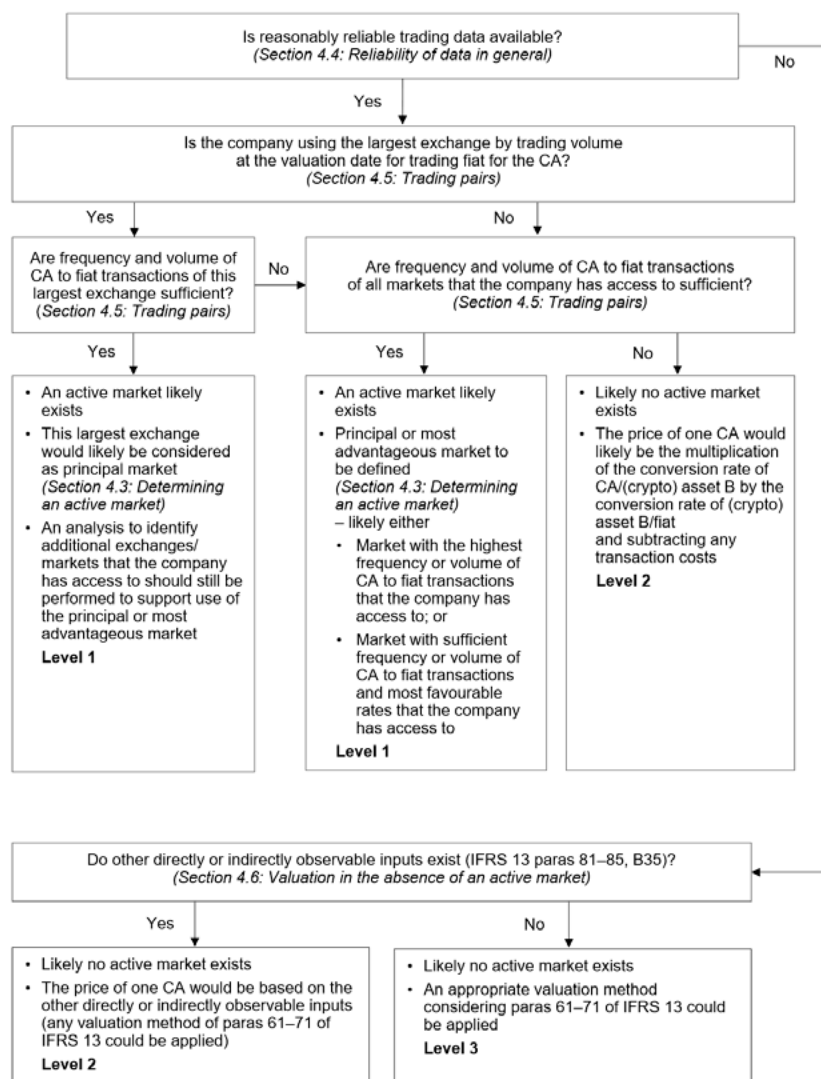 Is reasonably reliable trading data available?
(Section 4.4: Reliability of data in general)
No
Yes
Is the company using the largest exchange by trading volume
at the valuation date for trading fiat for the CA?
(Section 4.5: Trading pairs)
Yes
No
Are frequency and volume of
CA to fiat transactions of this
largest exchange sufficient?
(Section 4.5: Trading pairs)
No
Are frequency and volume of CA to fiat transactions
of all markets that the company has access to sufficient?
(Section 4.5: Trading pairs)
Yes
Yes
No
• An active market likely
exists
• This largest exchange
would likely be considered
as principal market
(Section 4.3: Determining
an active market)
• An analysis to identify
additional exchanges/
markets that the company
has access to should still be
performed to support use of
the principal or most
advantageous market
Level 1
• An active market likely
exists
• Principal or most
advantageous market to
be defined
(Section 4.3: Determining
an active market)
– likely either
• Market with the highest
frequency or volume of
CA to fiat transactions
that the company has
access to; or
• Market with sufficient
frequency or volume of
CA to fiat transactions
and most favourable
rates that the company
has access to
Level 1
• Likely no active market
exists
• The price of one CA would
likely be the multiplication
of the conversion rate of
CA/(crypto) asset B by the
conversion rate of (crypto)
asset B/fiat
and subtracting any
transaction costs
Level 2
Do other directly or indirectly observable inputs exist (IFRS 13 paras 81–85, B35)?
(Section 4.6: Valuation in the absence of an active market)
Yes
No
• Likely no active market exists
• The price of one CA would be based on the
other directly or indirectly observable inputs
(any valuation method of paras 61–71 of
IFRS 13 could be applied)
Level 2
• Likely no active market exists
• An appropriate valuation method
considering paras 61–71 of IFRS 13 could
be applied
Level 3